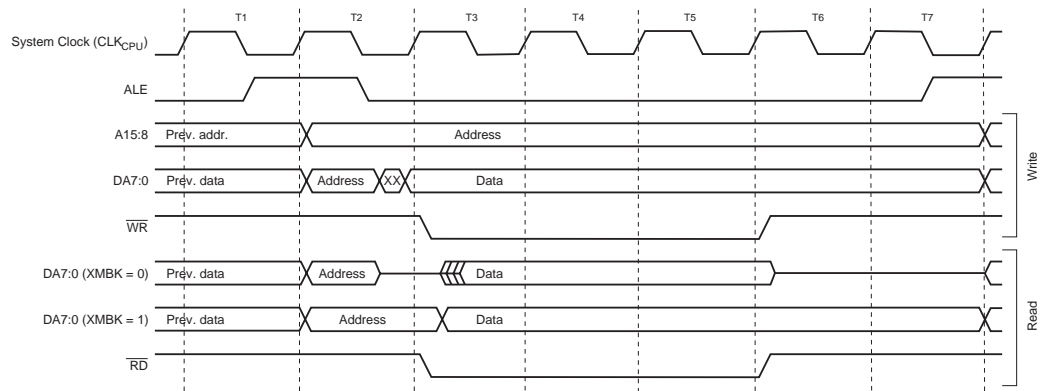 T1 T2 T3 T4 T5 T6 T7
System Clock (CLKCPU)
ALE
A15:8 Prev. addr. Address
DA7:0 Prev. data Address XX Data
WR
Write
DA7:0 (XMBK = 0) Prev. data Address Data
DA7:0 (XMBK = 1) Prev. data Address Data
RD
Read